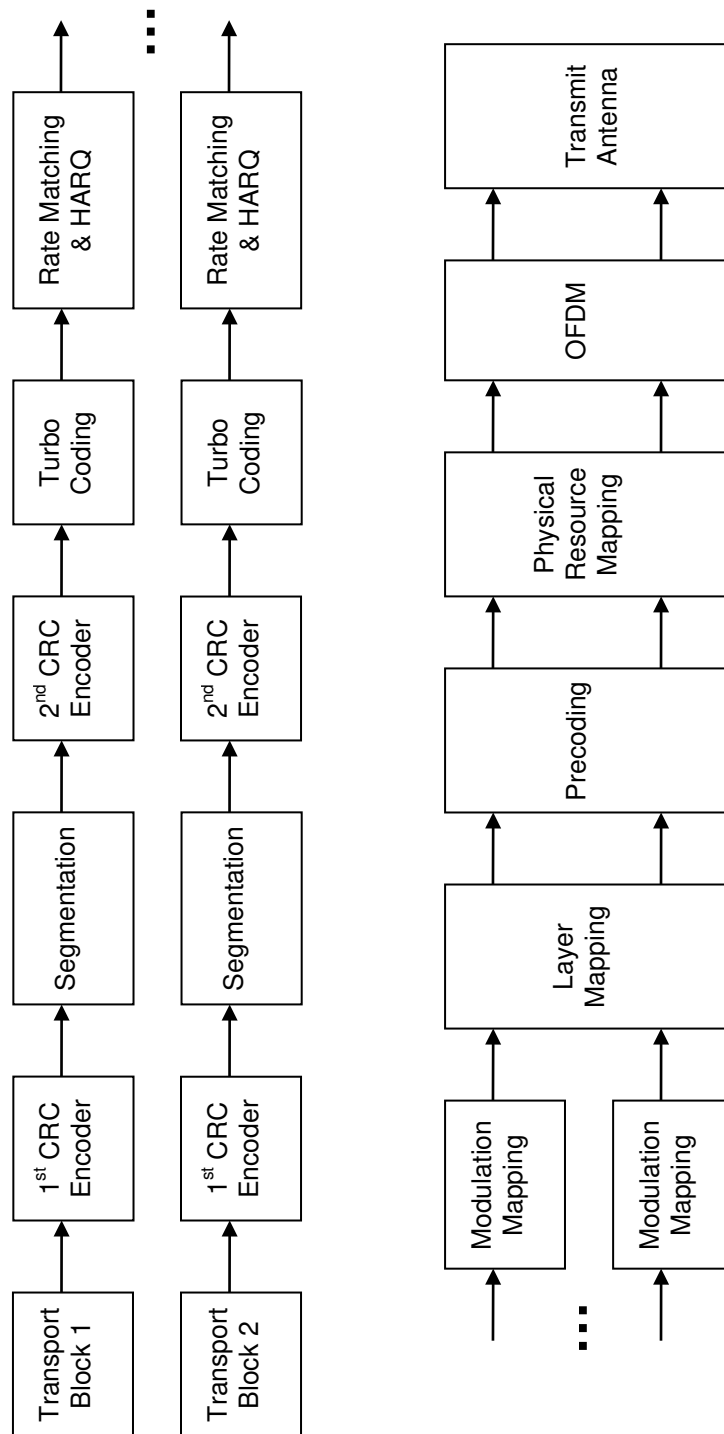 Transport
Block 1
1st CRC
Encoder
Segmentation
2nd CRC
Encoder
Turbo
Coding
Rate Matching
& HARQ
...
Transport
Block 2
1st CRC
Encoder
Segmentation
2nd CRC
Encoder
Turbo
Coding
Rate Matching
& HARQ
...
Modulation
Mapping
Modulation
Mapping
Layer
Mapping
Precoding
Physical
Resource
Mapping
OFDM
Transmit
Antenna